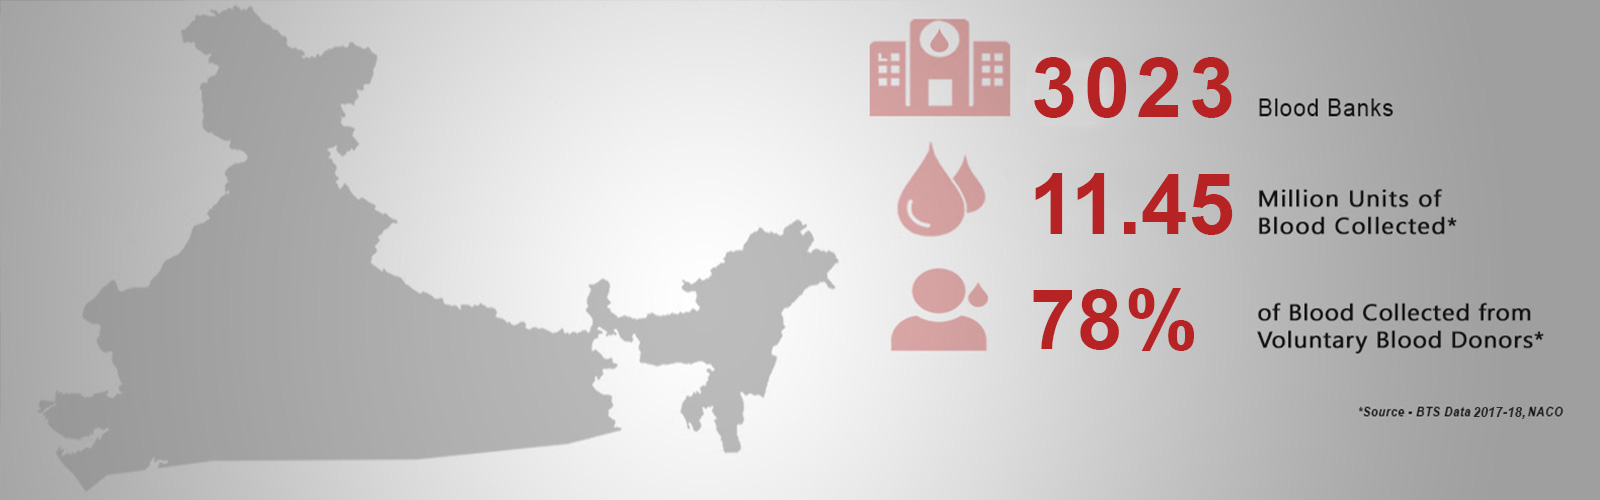 3023 Blood Banks
11.45 Million Units of
Blood Collected*
78% of Blood Collected from
Voluntary Blood Donors*
*Source - BTS Data 2017-18, NACO